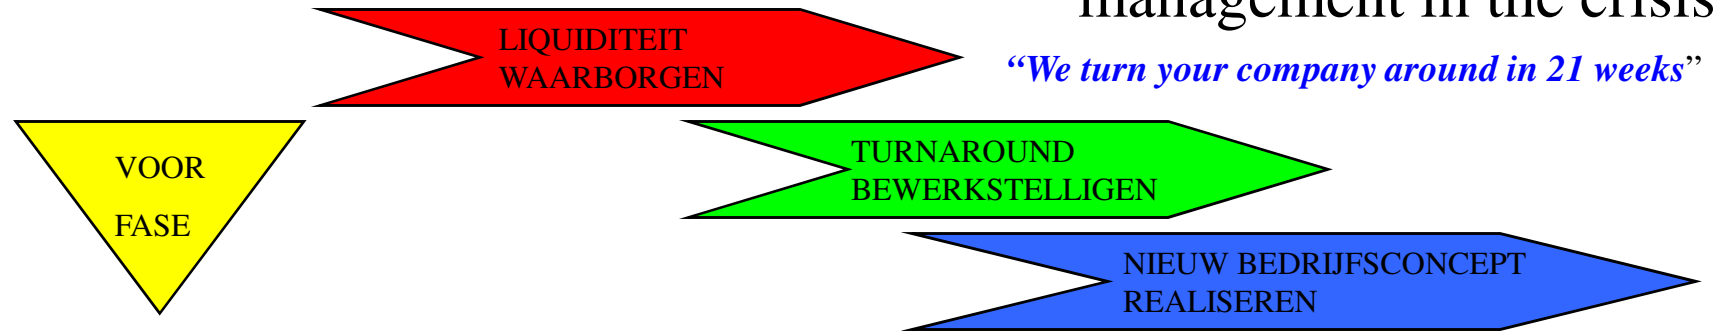 management in the crisis
LIQUIDITEIT
WAARBORGEN
“We turn your company around in 21 weeks”
VOOR
FASE
TURNAROUND
BEWERKSTELLIGEN
NIEUW BEDRIJFSCONCEPT
REALISEREN